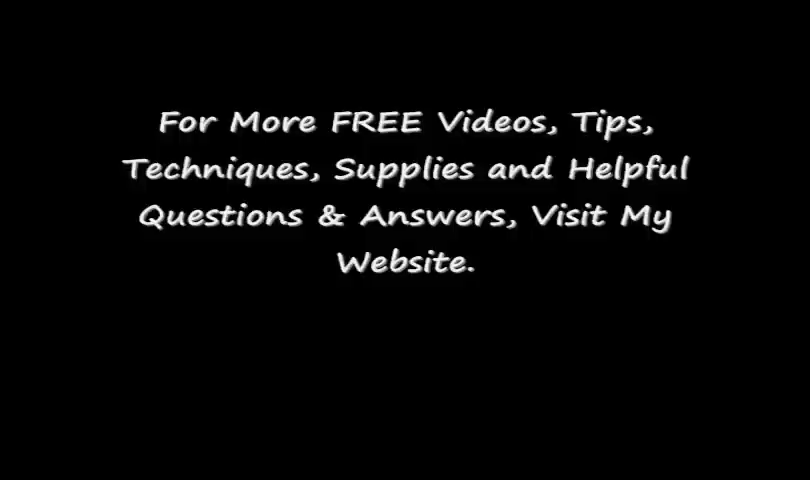 For More FREE Videos, Tips,
Techniques, Supplies and Helpful
Questions & Answers, Visit My
Website.